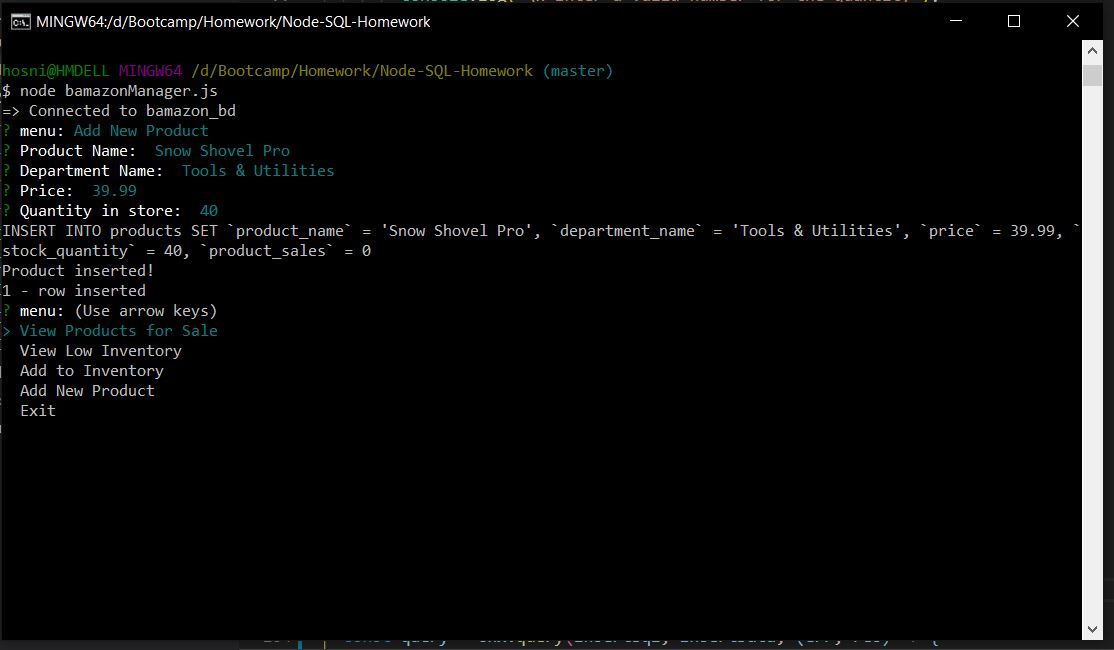 MINGW64:/d/Bootcamp/Homework/Node-SQL-Homework
hosni@HMDELL MINGW64 /d/Bootcamp/Homework/Node-SQL-Homework (master)
$ node bamazonManager.js
=> Connected to bamazon_bd
? menu: Add New Product
? Product Name:  Snow Shovel Pro
? Department Name:  Tools & Utilities
? Price:  39.99
? Quantity in store:  40
INSERT INTO products SET `product_name` = 'Snow Shovel Pro', `department_name` = 'Tools & Utilities', `price` = 39.99, `
stock_quantity` = 40, `product_sales` = 0
Product inserted!
1 - row inserted
? menu: (Use arrow keys)
> View Products for Sale
  View Low Inventory
  Add to Inventory
  Add New Product
  Exit